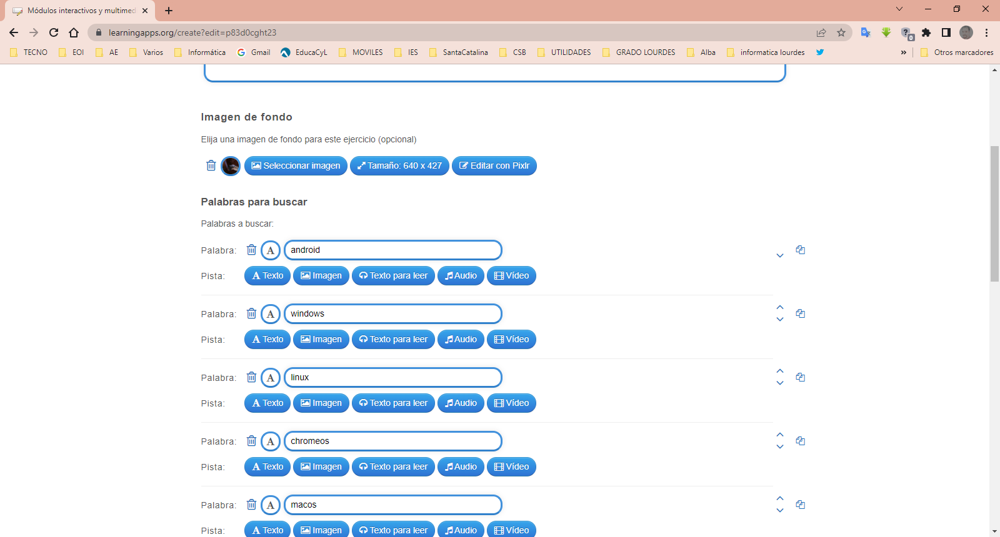 Módulos interactivos y multimed
learningapps.org/create?edit=p83d0cght23
TECNO EOI AE Varios Informática Gmail EducaCyL MOVILES IES SantaCatalina CSB UTILIDADES GRADO LOURDES Alba informatica lourdes » Otros marcadores
Imagen de fondo
Elija una imagen de fondo para este ejercicio (opcional)
Seleccionar imagen Tamaño: 640 x 427 Editar con Pixlr
Palabras para buscar
Palabras a buscar:
Palabra: A android
Pista: A Texto Imagen Texto para leer Audio Vídeo
Palabra: A windows
Pista: A Texto Imagen Texto para leer Audio Vídeo
Palabra: A linux
Pista: A Texto Imagen Texto para leer Audio Vídeo
Palabra: A chromeos
Pista: A Texto Imagen Texto para leer Audio Vídeo
Palabra: A macos
Pista: A Texto Imagen Texto para leer Audio Vídeo